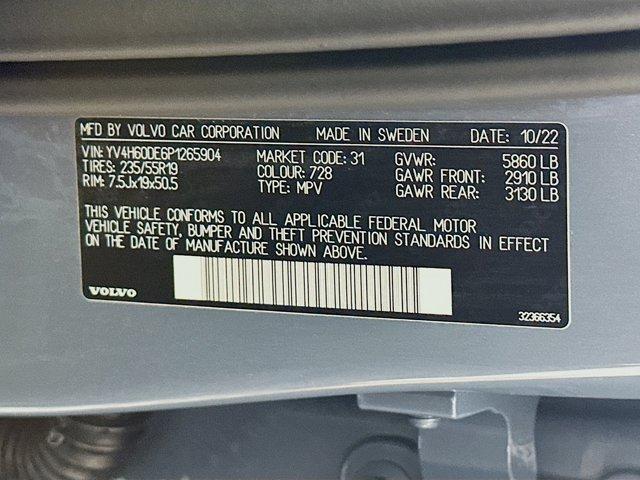 MFD BY VOLVO CAR CORPORATION MADE IN SWEDEN DATE: 10/22
VIN: YV4H60DE6P1265904 MARKET CODE: 31 GVWR: 5860 LB
TIRES: 235/55R19 COLOUR: 728 GAWR FRONT: 2910 LB
RIM: 7.5Jx19x50.5 TYPE: MPV GAWR REAR: 3130 LB
THIS VEHICLE CONFORMS TO ALL APPLICABLE FEDERAL MOTOR
VEHICLE SAFETY, BUMPER AND THEFT PREVENTION STANDARDS IN EFFECT
ON THE DATE OF MANUFACTURE SHOWN ABOVE.
VOLVO
32366354